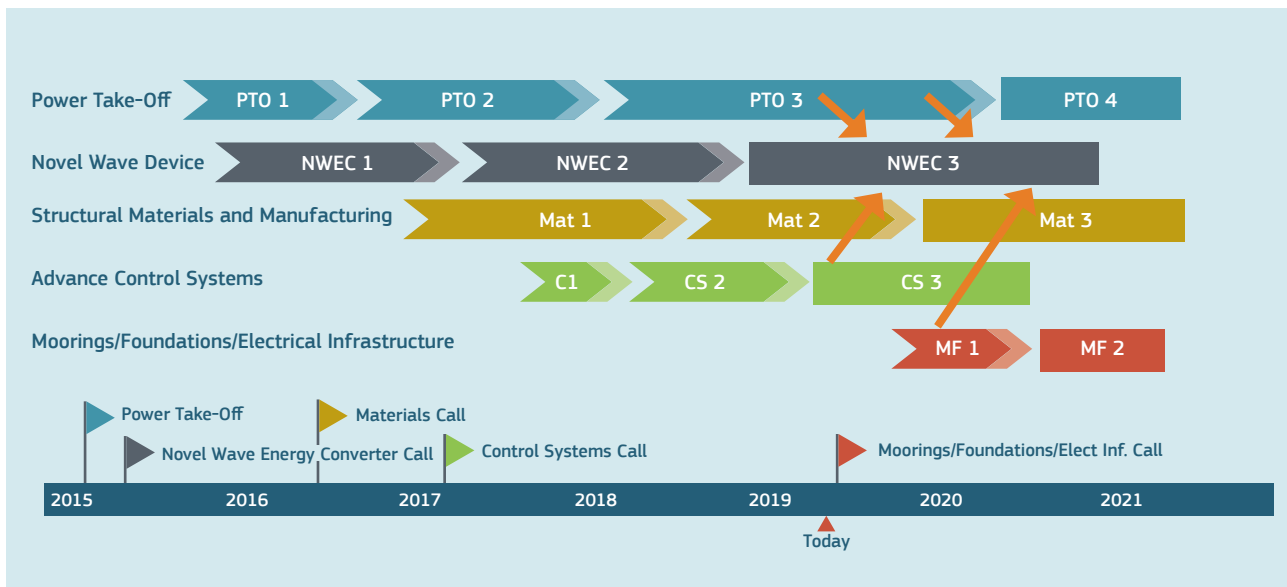 Power Take-Off PTO 1 PTO 2 PTO 3 PTO 4
Novel Wave Device NWEC 1 NWEC 2 NWEC 3
Structural Materials and Manufacturing Mat 1 Mat 2 Mat 3
Advance Control Systems C1 CS 2 CS 3
Moorings/Foundations/Electrical Infrastructure MF 1 MF 2
Power Take-Off Materials Call
Novel Wave Energy Converter Call Control Systems Call Moorings/Foundations/Elect Inf. Call
2015 2016 2017 2018 2019 2020 2021
Today